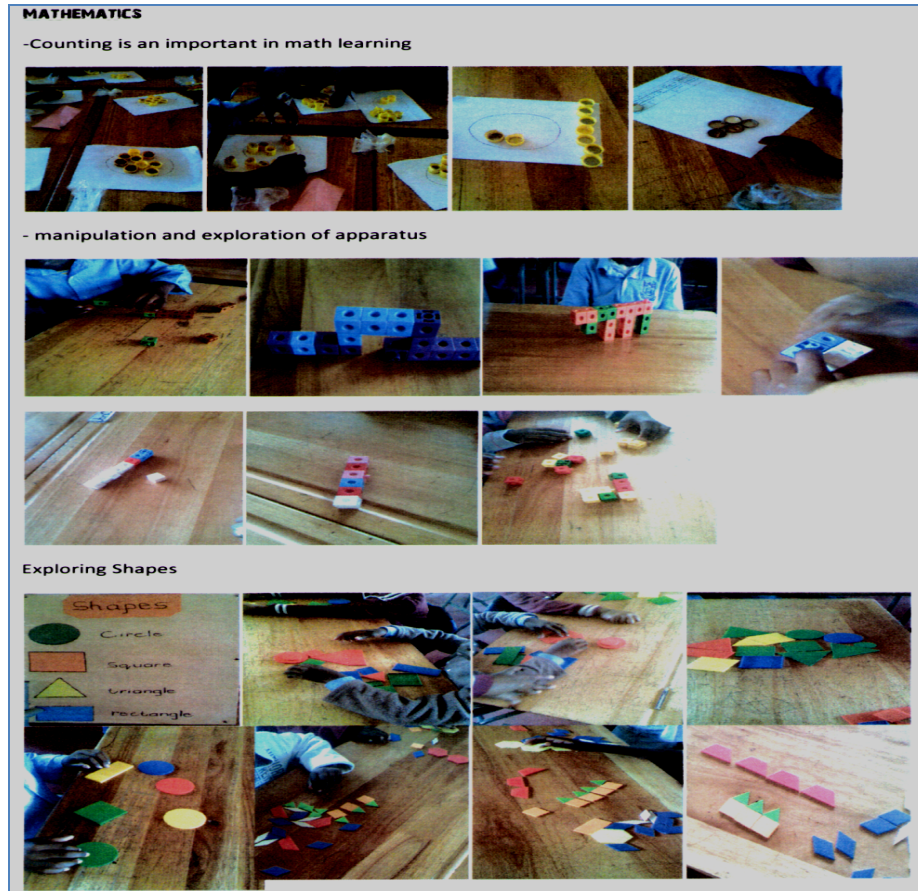 MATHEMATICS
-Counting is an important in math learning
- manipulation and exploration of apparatus
Exploring Shapes
Shapes
Circle
Square
triangle
rectangle